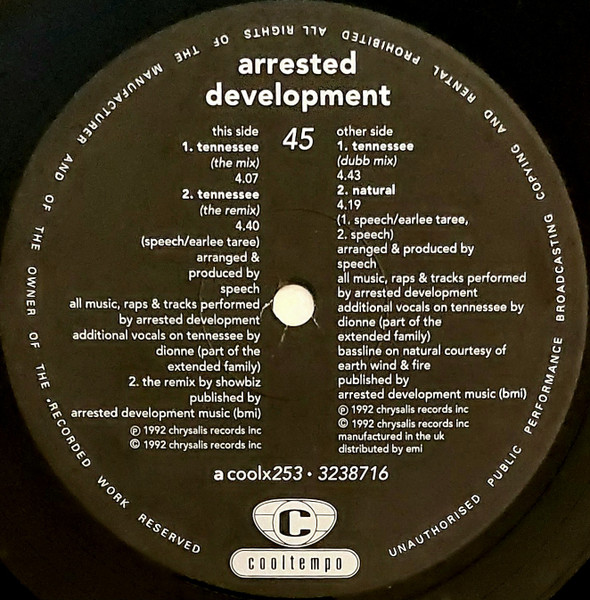 ALL RIGHTS OF THE MANUFACTURER AND OF THE OWNER OF THE RECORDED WORK RESERVED
UNAUTHORISED PUBLIC PERFORMANCE BROADCASTING COPYING AND RENTAL PROHIBITED
arrested
development
this side
1. tennessee
(the mix)
4.07
2. tennessee
(the remix)
4.40
(speech/earlee taree)
arranged &
produced by
speech
all music, raps & tracks performed
by arrested development
additional vocals on tennessee by
dionne (part of the
extended family)
2. the remix by showbiz
published by
arrested development music (bmi)
℗ 1992 chrysalis records inc
© 1992 chrysalis records inc
45
other side
1. tennessee
(dubb mix)
4.43
2. natural
4.19
(1. speech/earlee taree,
2. speech)
arranged & produced by
speech
all music, raps & tracks performed
by arrested development
additional vocals on tennessee by
dionne (part of the
extended family)
bassline on natural courtesy of
earth wind & fire
published by
arrested development music (bmi)
℗ 1992 chrysalis records inc
© 1992 chrysalis records inc
manufactured in the uk
distributed by emi
a coolx253 • 3238716
C
cooltempo